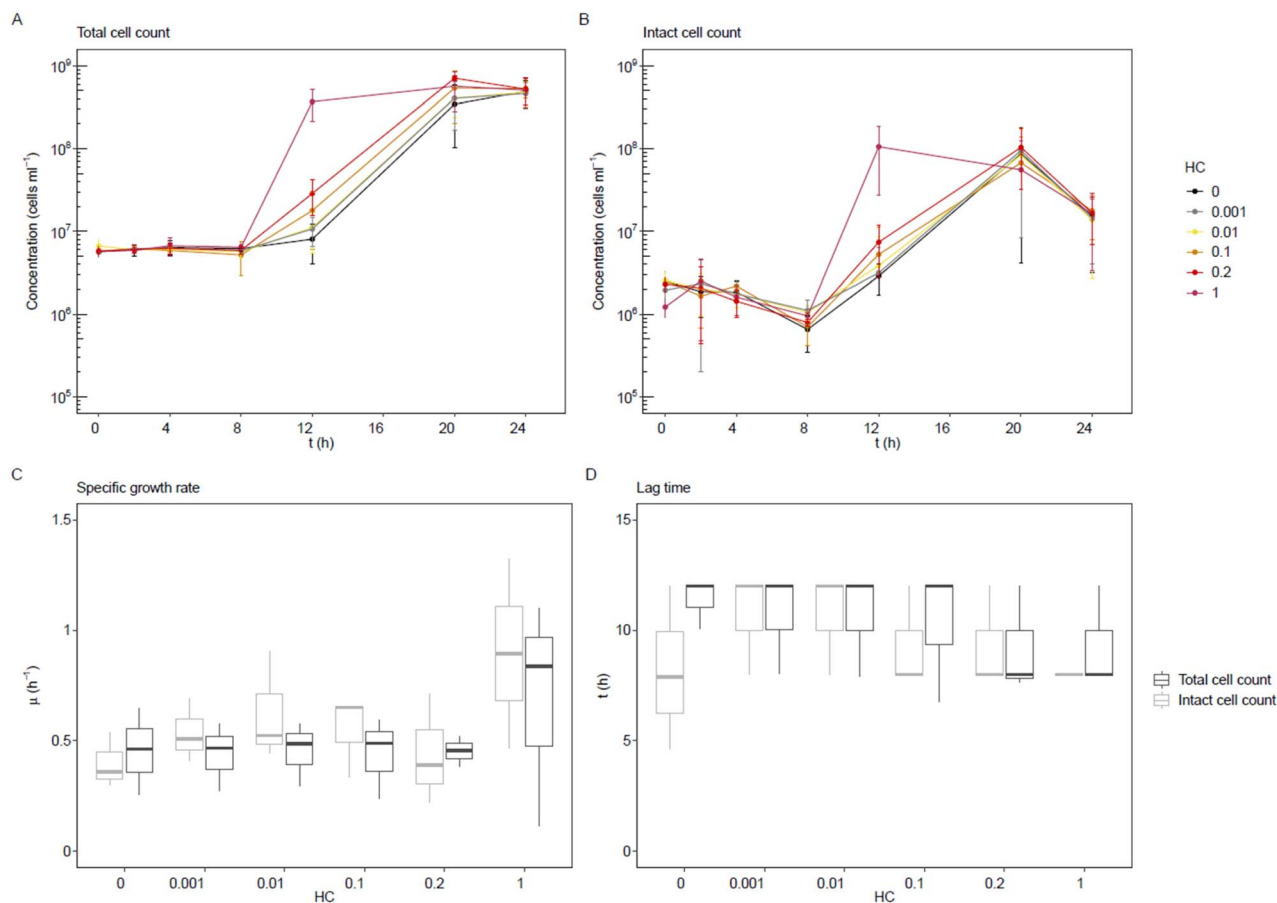 A
Total cell count
Concentration (cells ml⁻¹)
10⁹
10⁸
10⁷
10⁶
10⁵
0 4 8 12 16 20 24
t (h)
B
Intact cell count
Concentration (cells ml⁻¹)
10⁹
10⁸
10⁷
10⁶
10⁵
0 4 8 12 16 20 24
t (h)
HC
0
0.001
0.01
0.1
0.2
1
C
Specific growth rate
μ (h⁻¹)
1.5
1
0.5
0
0 0.001 0.01 0.1 0.2 1
HC
D
Lag time
t (h)
15
10
5
0 0.001 0.01 0.1 0.2 1
HC
Total cell count
Intact cell count